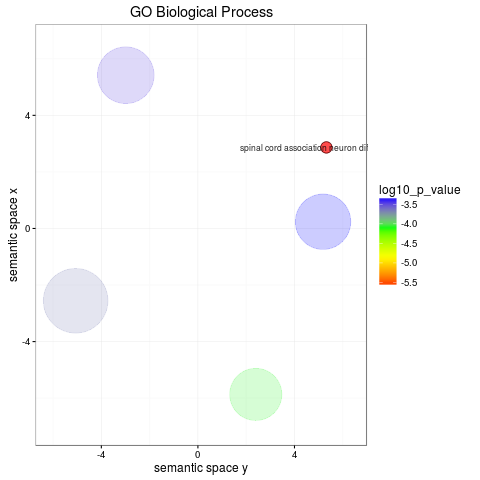 GO Biological Process
spinal cord association neuron dif
4
0
-4
-4
0
4
semantic space x
semantic space y
log10_p_value
-3.5
-4.0
-4.5
-5.0
-5.5